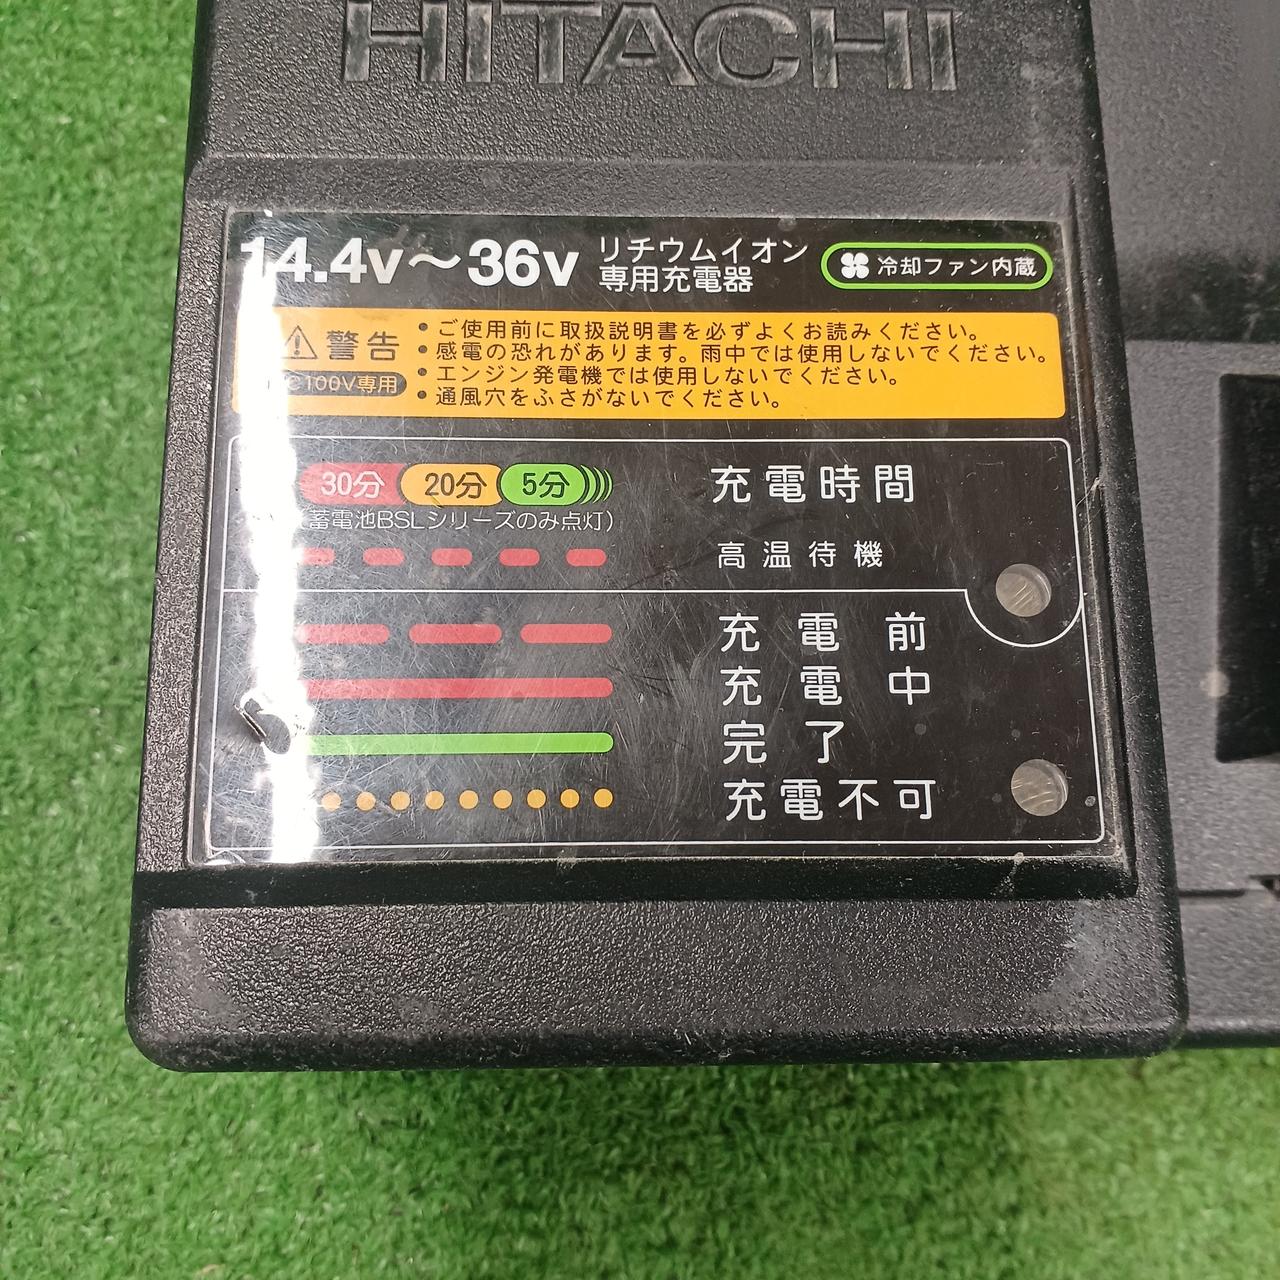 HITACHI
14.4v～36v リチウムイオン専用充電器 冷却ファン内蔵
警告
C100V専用
・ご使用前に取扱説明書を必ずよくお読みください。
・感電の恐れがあります。雨中では使用しないでください。
・エンジン発電機では使用しないでください。
・通風穴をふさがないでください。
30分 20分 5分 充電時間
(蓄電池BSLシリーズのみ点灯)
高温待機
充電前
充電中
完了
充電不可